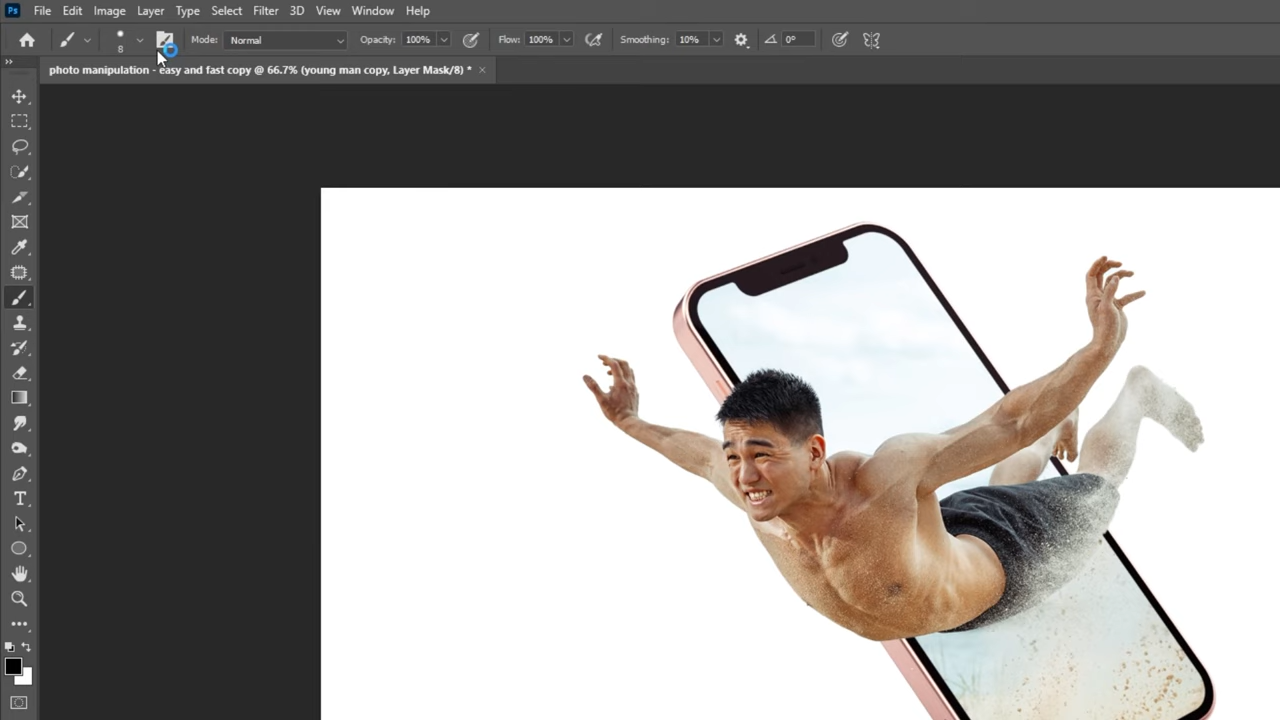 Ps File Edit Image Layer Type Select Filter 3D View Window Help
8 Mode: Normal Opacity: 100% Flow: 100% Smoothing: 10% 0°
photo manipulation - easy and fast copy @ 66.7% (young man copy, Layer Mask/8) *
T